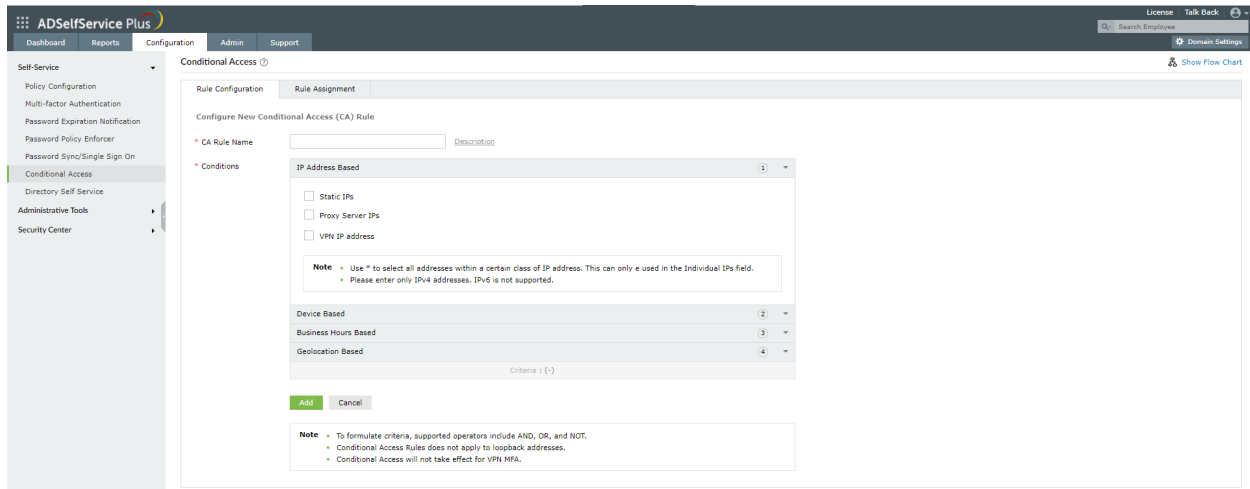 License Talk Back
ADSelfService Plus
Search Employee
Dashboard Reports Configuration Admin Support
Domain Settings
Self-Service
Policy Configuration
Multi-factor Authentication
Password Expiration Notification
Password Policy Enforcer
Password Sync/Single Sign On
Conditional Access
Directory Self Service
Administrative Tools
Security Center
Conditional Access ?
Show Flow Chart
Rule Configuration Rule Assignment
Configure New Conditional Access (CA) Rule
* CA Rule Name Description
* Conditions IP Address Based 1
Static IPs
Proxy Server IPs
VPN IP address
Note • Use * to select all addresses within a certain class of IP address. This can only e used in the Individual IPs field.
• Please enter only IPv4 addresses. IPv6 is not supported.
Device Based 2
Business Hours Based 3
Geolocation Based 4
Criteria : (-)
Add Cancel
Note • To formulate criteria, supported operators include AND, OR, and NOT.
• Conditional Access Rules does not apply to loopback addresses.
• Conditional Access will not take effect for VPN MFA.